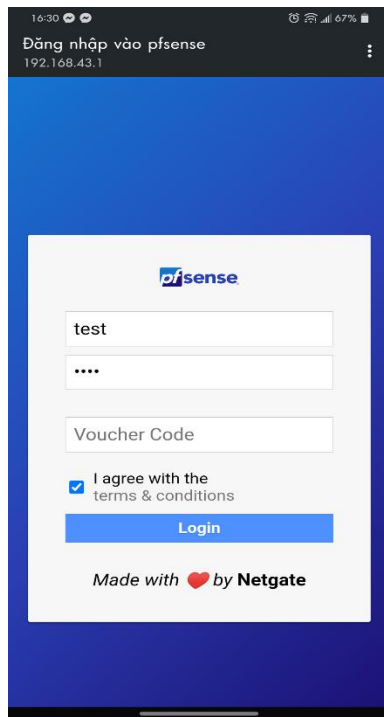 16:30 67%
Đăng nhập vào pfsense
192.168.43.1
pfsense
test
••••
Voucher Code
I agree with the
terms & conditions
Login
Made with ❤ by Netgate